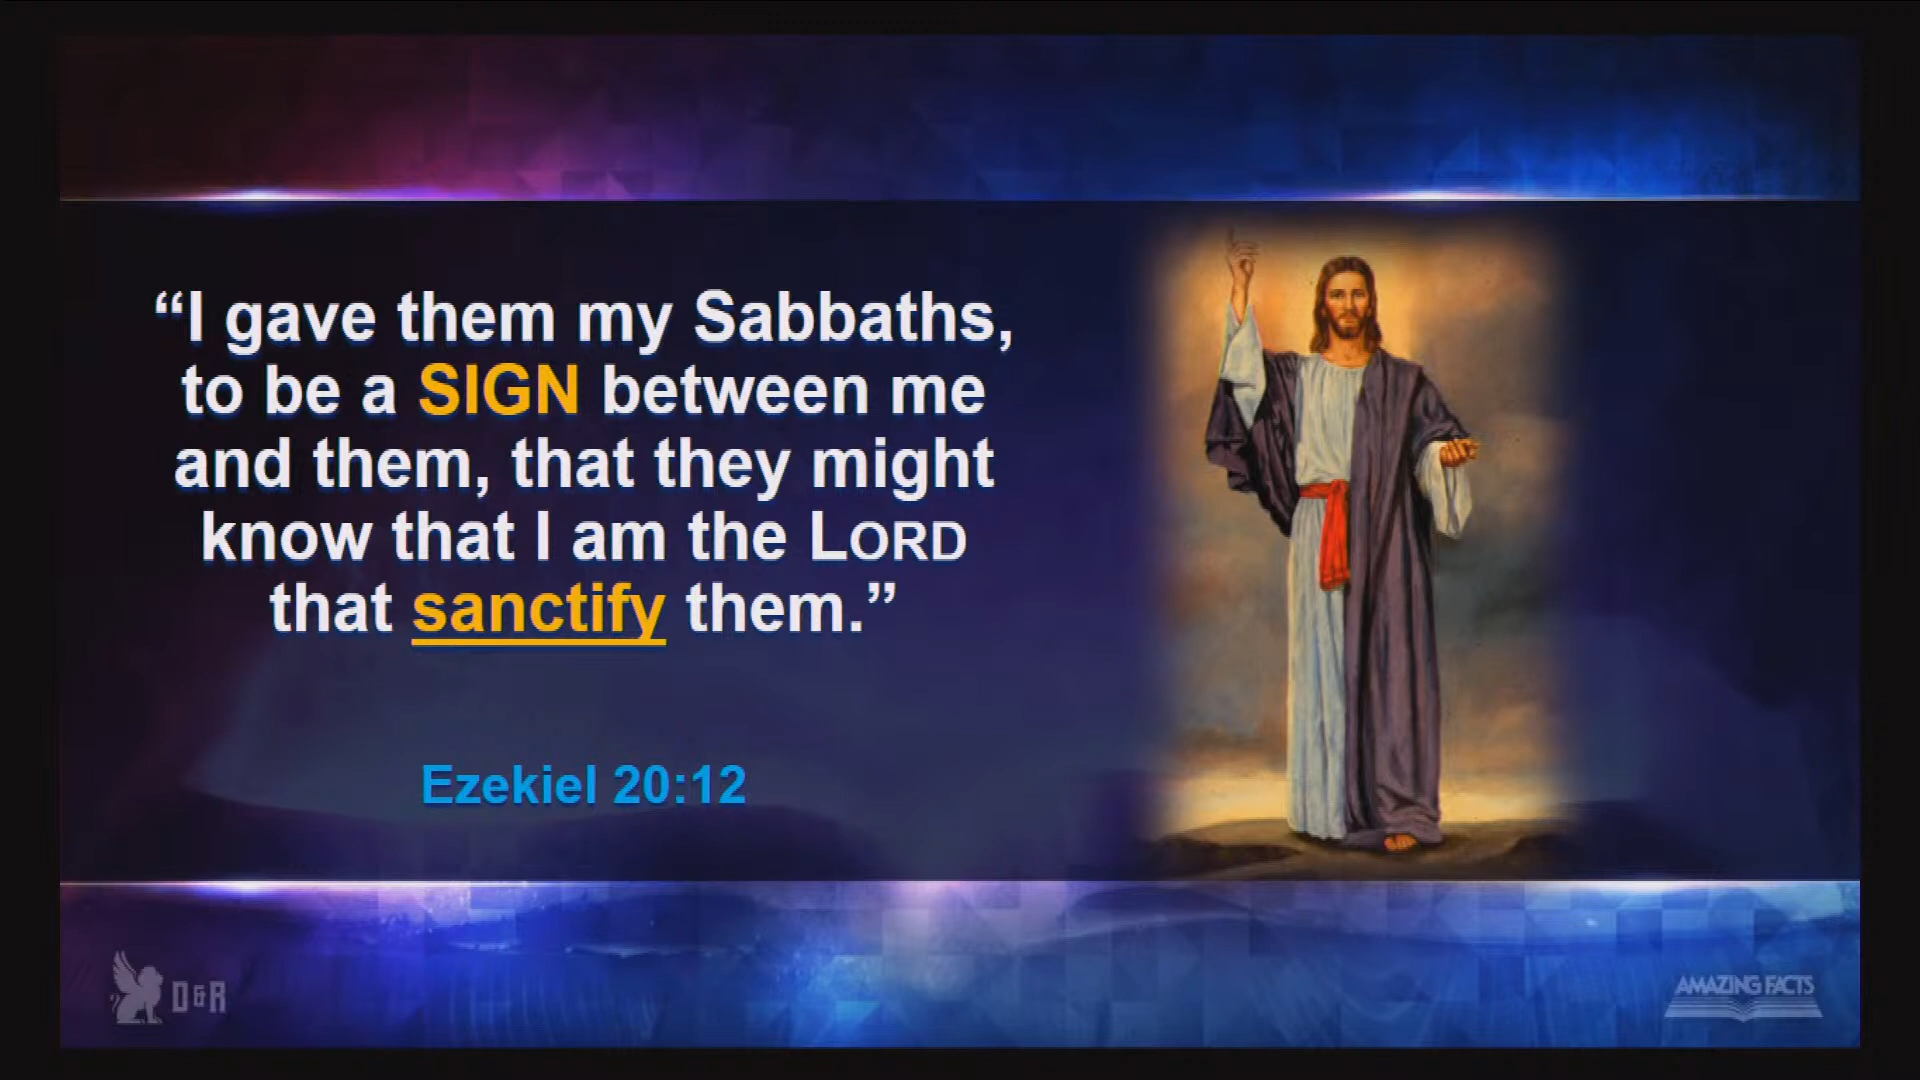 “I gave them my Sabbaths,
to be a SIGN between me
and them, that they might
know that I am the LORD
that sanctify them.”
Ezekiel 20:12
D&R
AMAZING FACTS